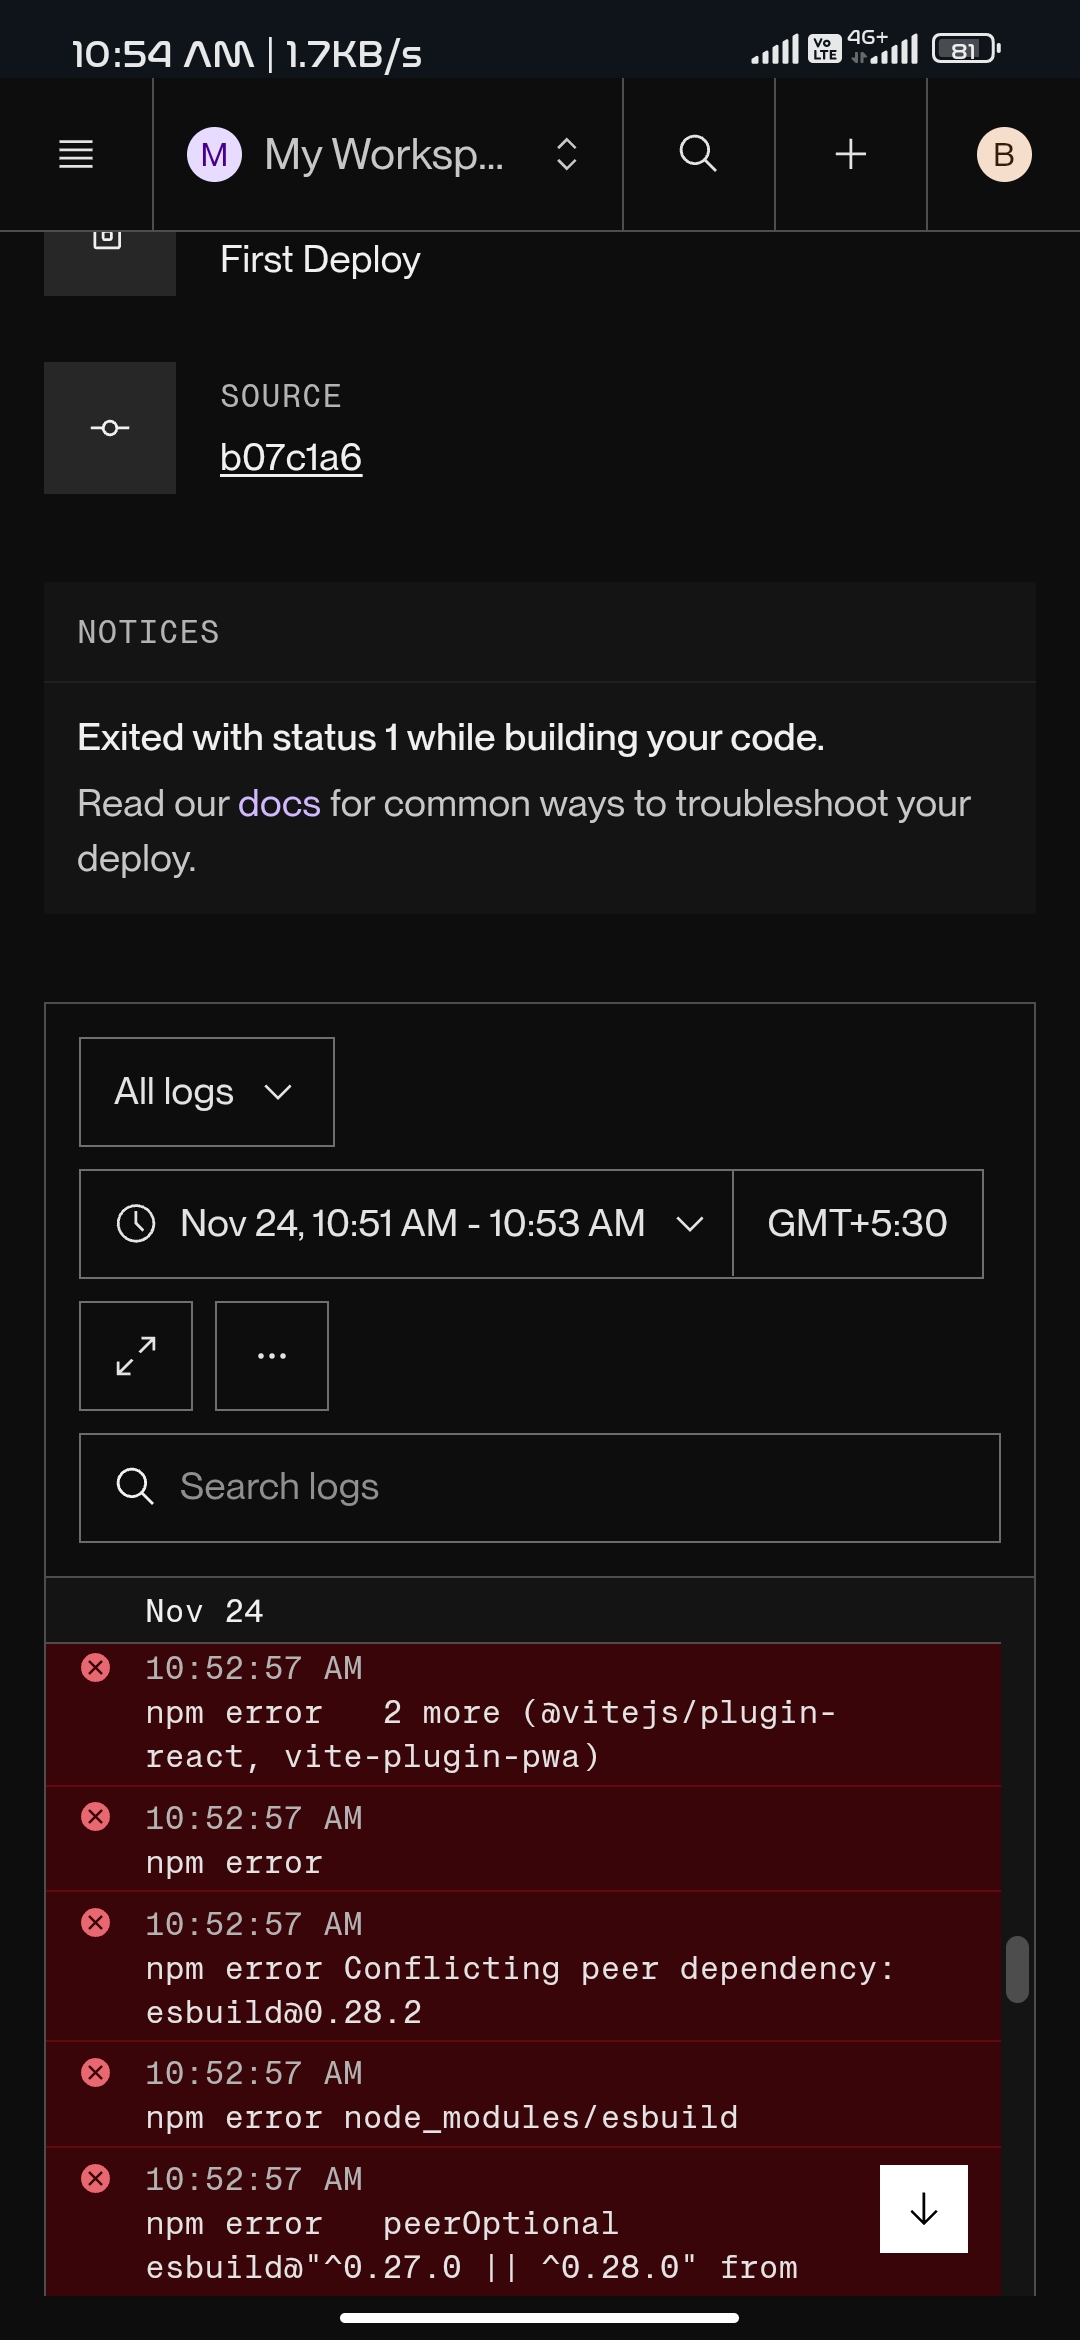 10:54 AM | 1.7KB/s
Vo LTE 4G+ 81
M My Worksp... B
First Deploy
SOURCE
b07c1a6
NOTICES
Exited with status 1 while building your code.
Read our docs for common ways to troubleshoot your
deploy.
All logs
Nov 24, 10:51 AM - 10:53 AM GMT+5:30
...
Search logs
Nov 24
10:52:57 AM
npm error   2 more (@vitejs/plugin-
react, vite-plugin-pwa)
10:52:57 AM
npm error
10:52:57 AM
npm error Conflicting peer dependency:
esbuild@0.28.2
10:52:57 AM
npm error node_modules/esbuild
10:52:57 AM
npm error   peerOptional
esbuild@"^0.27.0 || ^0.28.0" from